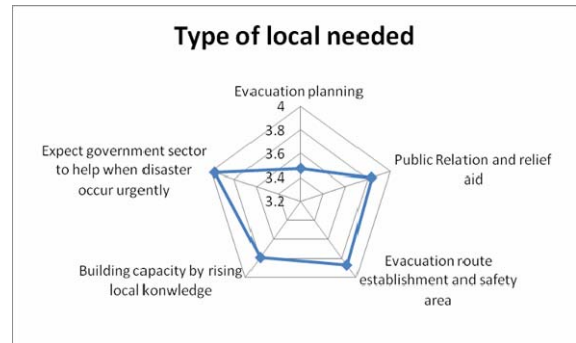 Type of local needed
Evacuation planning
4
3.8
3.6
3.4
3.2
Public Relation and relief
aid
Evacuation route
establishment and safety
area
Building capacity by rising
local konwledge
Expect government sector
to help when disaster
occur urgently